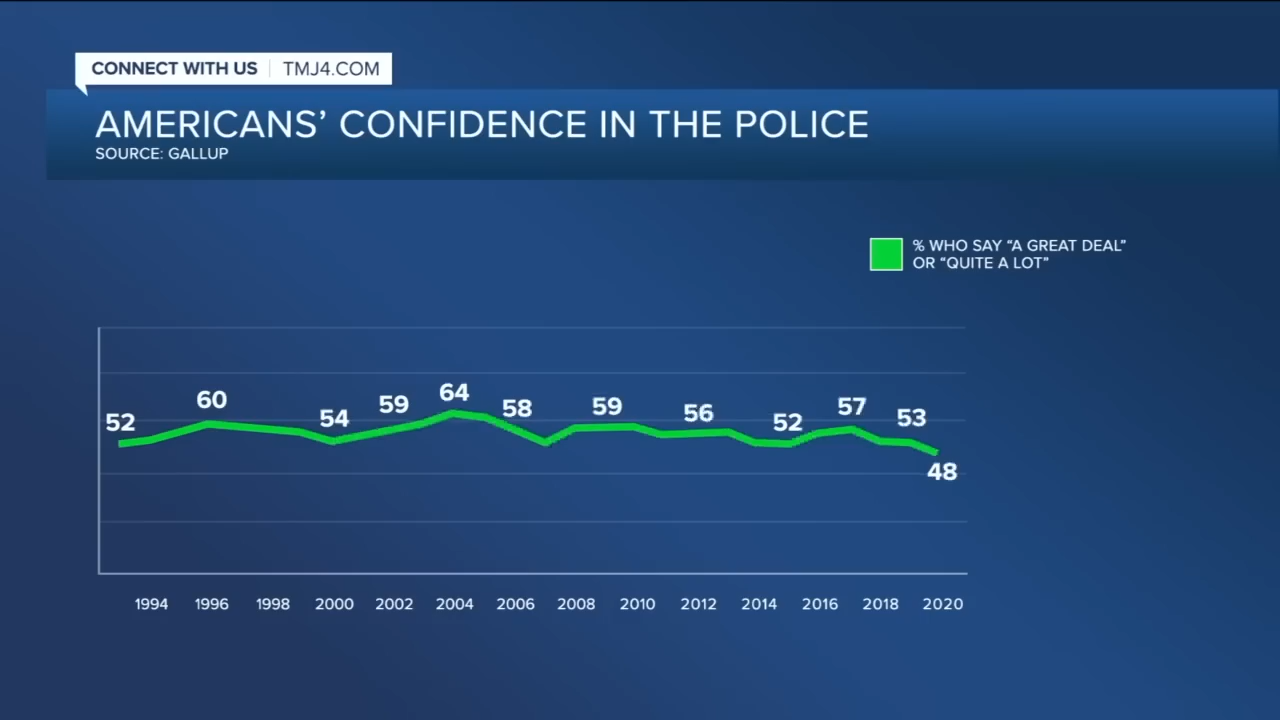 CONNECT WITH US | TMJ4.COM
AMERICANS’ CONFIDENCE IN THE POLICE
SOURCE: GALLUP
% WHO SAY “A GREAT DEAL”
OR “QUITE A LOT”
52 60 54 59 64 58 59 56 52 57 53 48
1994 1996 1998 2000 2002 2004 2006 2008 2010 2012 2014 2016 2018 2020